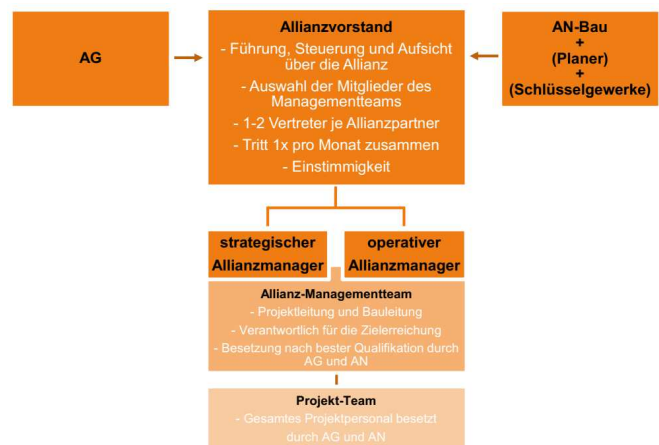 AG
Allianzvorstand
- Führung, Steuerung und Aufsicht
über die Allianz
- Auswahl der Mitglieder des
Managementteams
- 1-2 Vertreter je Allianzpartner
- Tritt 1x pro Monat zusammen
- Einstimmigkeit
AN-Bau
+
(Planer)
+
(Schlüsselgewerke)
strategischer
Allianzmanager
operativer
Allianzmanager
Allianz-Managementteam
- Projektleitung und Bauleitung
- Verantwortlich für die Zielerreichung
- Besetzung nach bester Qualifikation durch
AG und AN
Projekt-Team
- Gesamtes Projektpersonal besetzt
durch AG und AN